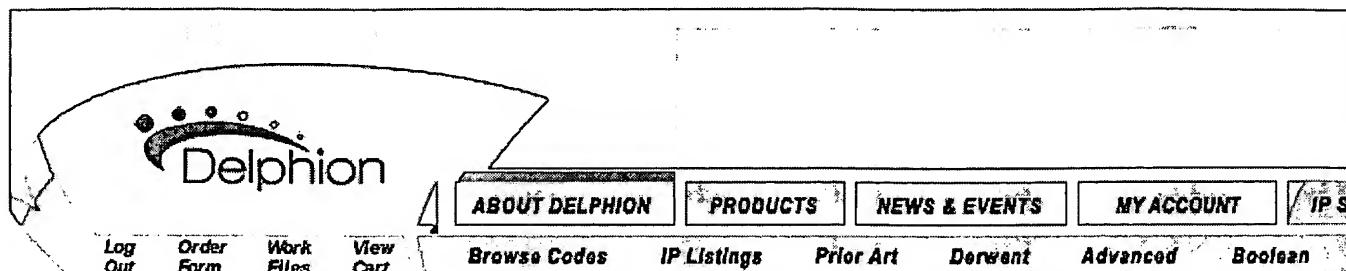 Delphion
ABOUT DELPHION PRODUCTS NEWS & EVENTS MY ACCOUNT IP S
Log Out Order Form Work Files View Cart Browse Codes IP Listings Prior Art Derwent Advanced Boolean